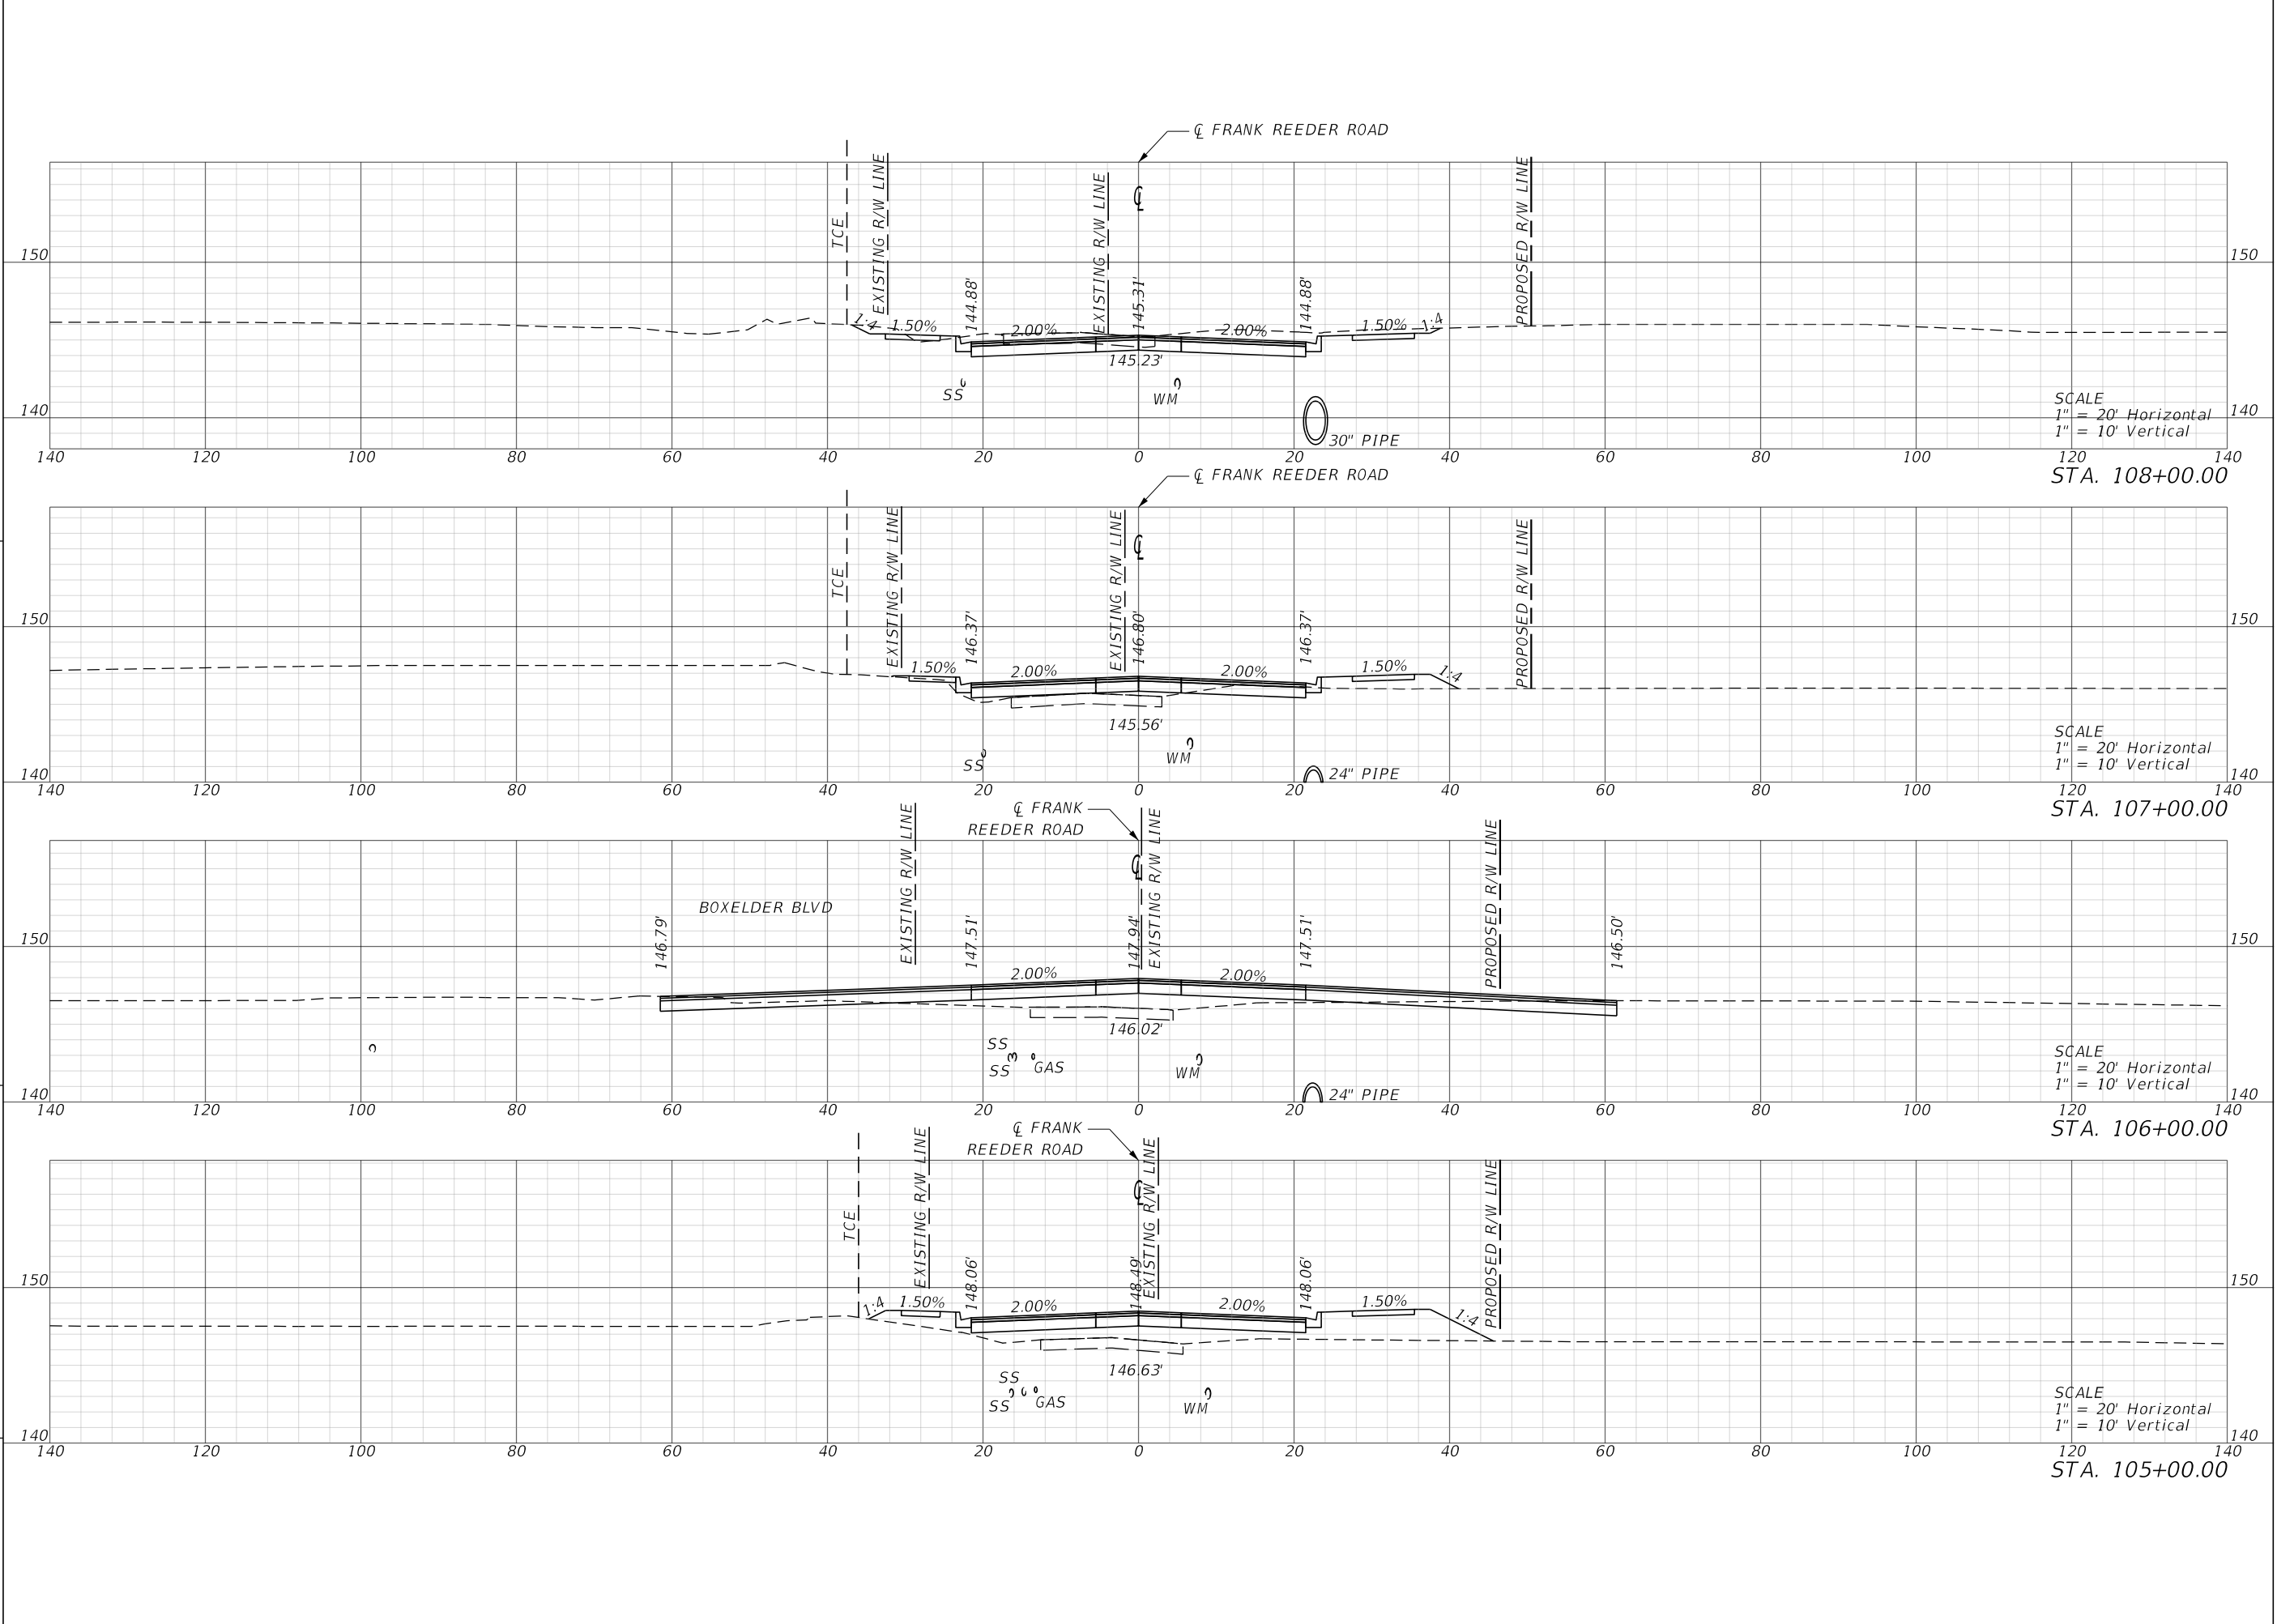 ℄ FRANK REEDER ROAD
TCE
EXISTING R/W LINE
EXISTING R/W LINE
℄
PROPOSED R/W LINE
150
150
144.88'
145.31'
144.88'
1:4
1.50%
2.00%
2.00%
1.50%
1:4
145.23'
SS
WM
30" PIPE
140
140
SCALE
1" = 20' Horizontal
1" = 10' Vertical
140 120 100 80 60 40 20 0 20 40 60 80 100 120 140
STA. 108+00.00
℄ FRANK REEDER ROAD
TCE
EXISTING R/W LINE
EXISTING R/W LINE
℄
PROPOSED R/W LINE
150
150
146.37'
146.80'
146.37'
1.50%
2.00%
2.00%
1.50%
1:4
145.56'
SS
WM
24" PIPE
SCALE
1" = 20' Horizontal
1" = 10' Vertical
140
140
140 120 100 80 60 40 20 0 20 40 60 80 100 120 140
STA. 107+00.00
℄ FRANK
REEDER ROAD
EXISTING R/W LINE
℄
EXISTING R/W LINE
PROPOSED R/W LINE
BOXELDER BLVD
150
150
146.79'
147.51'
147.94'
147.51'
146.50'
2.00%
2.00%
146.02'
SS
SS
GAS
WM
24" PIPE
SCALE
1" = 20' Horizontal
1" = 10' Vertical
140
140
140 120 100 80 60 40 20 0 20 40 60 80 100 120 140
STA. 106+00.00
℄ FRANK
REEDER ROAD
TCE
EXISTING R/W LINE
℄
EXISTING R/W LINE
PROPOSED R/W LINE
150
150
148.06'
148.49'
148.06'
1:4
1.50%
2.00%
2.00%
1.50%
1:4
146.63'
SS
SS
GAS
WM
SCALE
1" = 20' Horizontal
1" = 10' Vertical
140
140
140 120 100 80 60 40 20 0 20 40 60 80 100 120 140
STA. 105+00.00